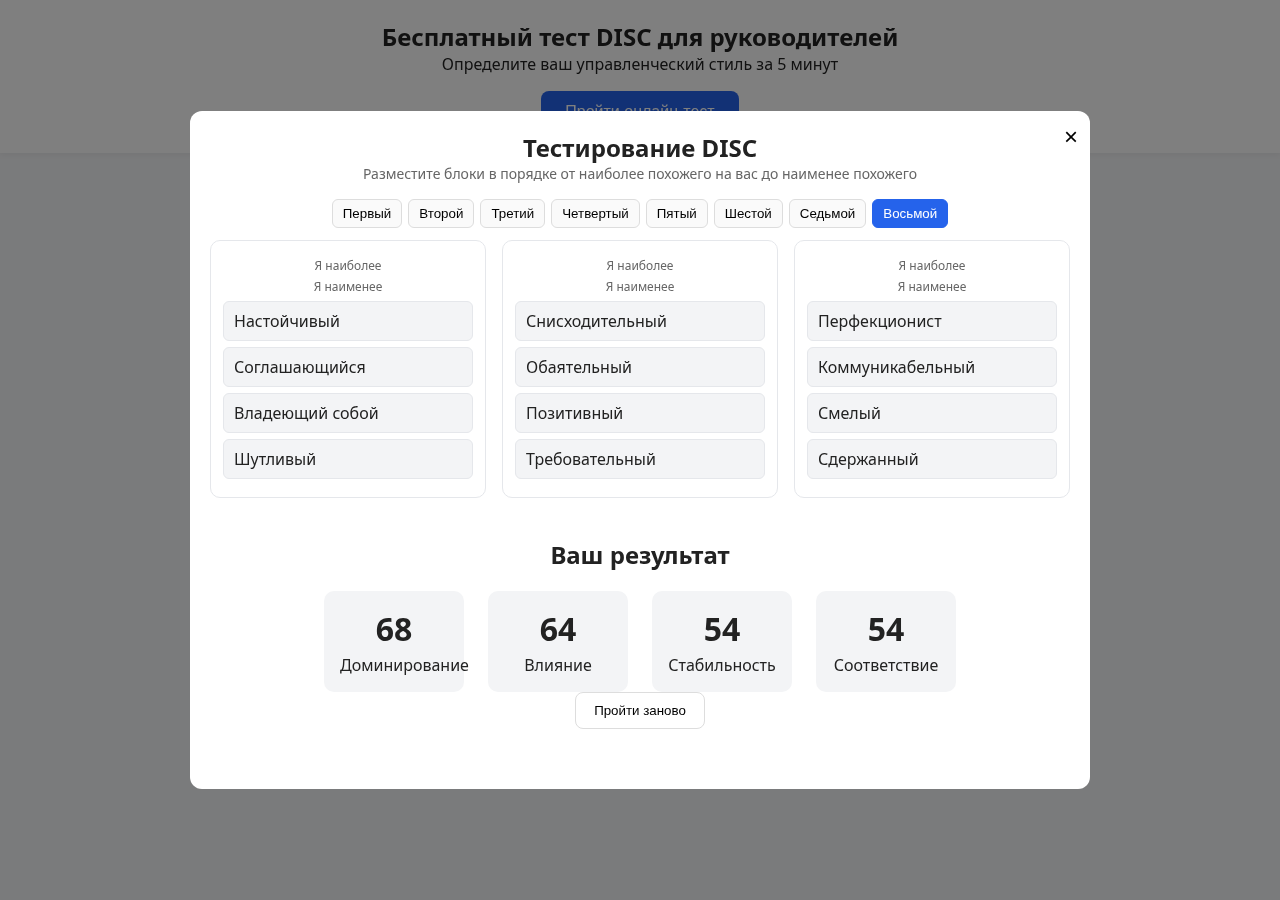 Бесплатный тест DISC для руководителей
Определите ваш управленческий стиль за 5 минут
Пройти онлайн-тест
Тестирование DISC
✕
Разместите блоки в порядке от наиболее похожего на вас до наименее похожего
Первый Второй Третий Четвертый Пятый Шестой Седьмой Восьмой
Я наиболее
Я наименее
Настойчивый
Соглашающийся
Владеющий собой
Шутливый
Я наиболее
Я наименее
Снисходительный
Обаятельный
Позитивный
Требовательный
Я наиболее
Я наименее
Перфекционист
Коммуникабельный
Смелый
Сдержанный
Ваш результат
68
Доминирование
64
Влияние
54
Стабильность
54
Соответствие
Пройти заново